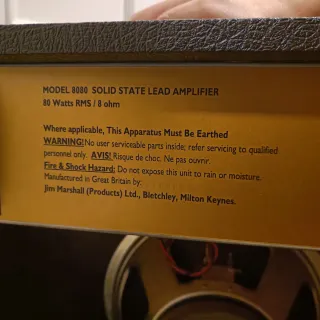 MODEL 8080 SOLID STATE LEAD AMPLIFIER
80 Watts RMS / 8 ohm
Where applicable, This Apparatus Must Be Earthed
WARNING! No user serviceable parts inside; refer servicing to qualified
personnel only. AVIS! Risque de choc. Ne pas ouvrir.
Fire & Shock Hazard: Do not expose this unit to rain or moisture.
Manufactured in Great Britain by:
Jim Marshall (Products) Ltd., Bletchley, Milton Keynes.